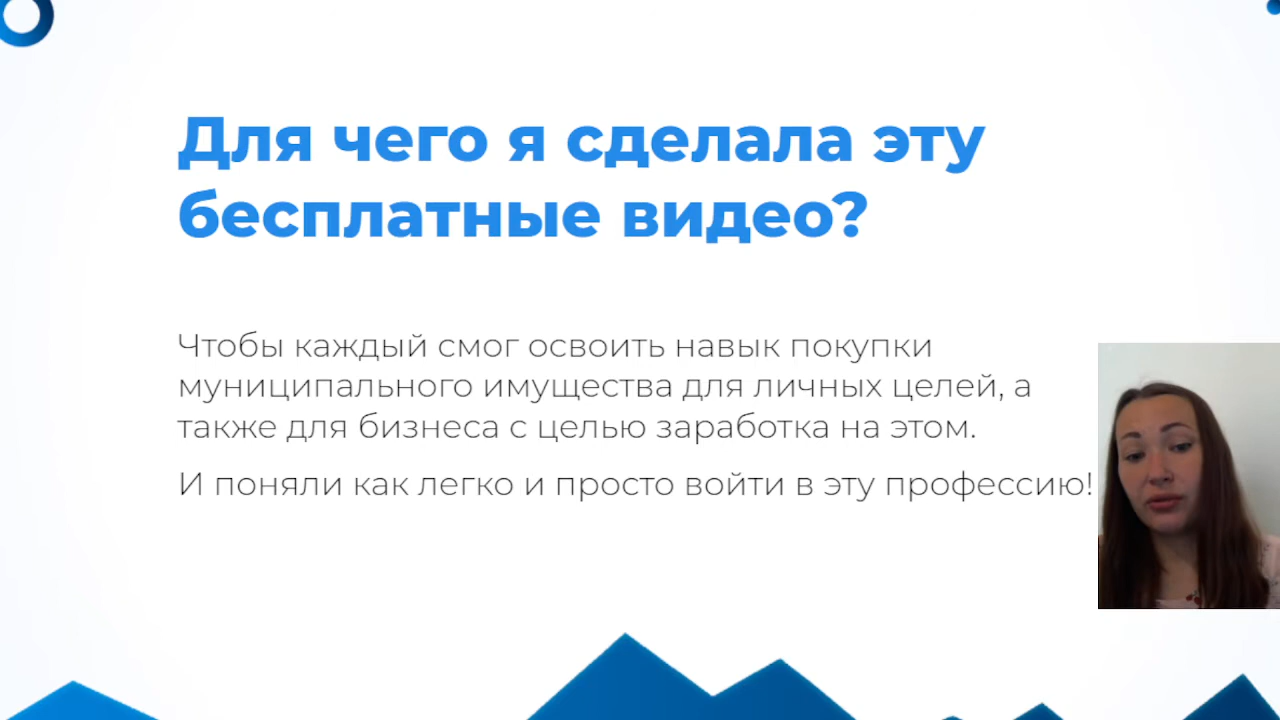 Для чего я сделала эту
бесплатные видео?
Чтобы каждый смог освоить навык покупки
муниципального имущества для личных целей, а
также для бизнеса с целью заработка на этом.
И поняли как легко и просто войти в эту профессию!